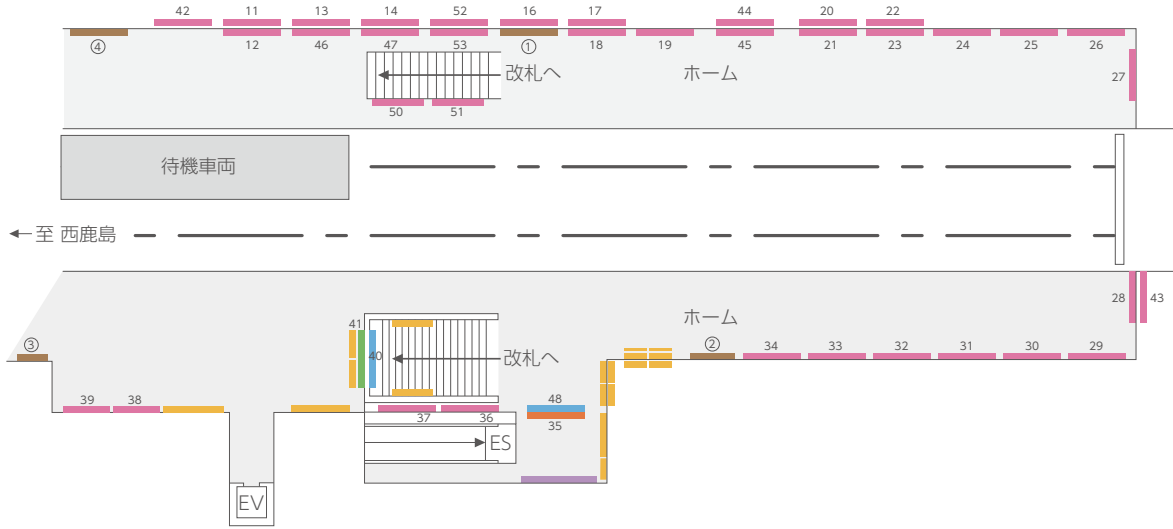 42 11 13 14 52 16 17 44 20 22
④ 12 46 47 53 ① 18 19 45 21 23 24 25 26
改札へ ホーム
27
50 51
待機車両
← 至 西鹿島
28 43
ホーム
41 ③ ② 34 33 32 31 30 29
40 改札へ
39 38 37 36 48
35
ES
EV